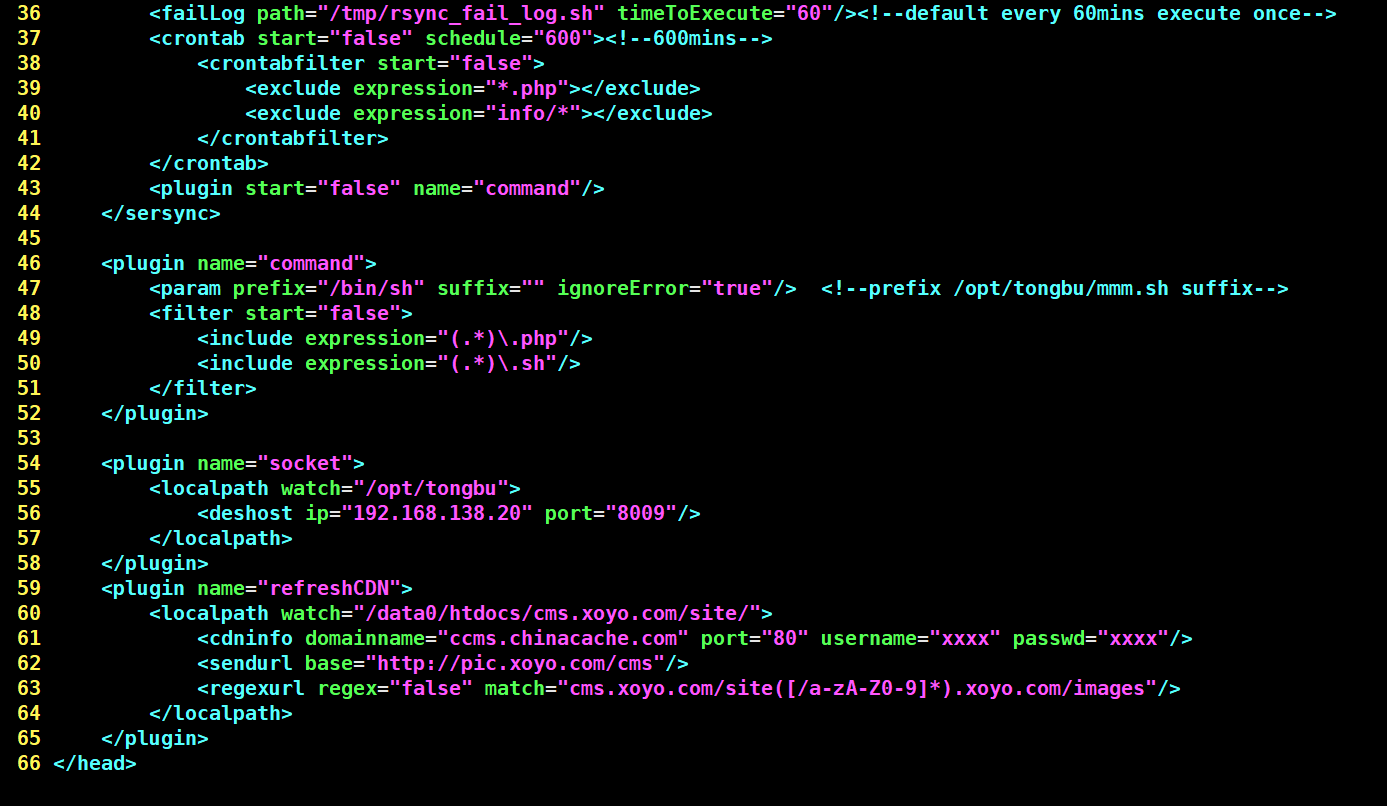 36         <failLog path="/tmp/rsync_fail_log.sh" timeToExecute="60"/><!--default every 60mins execute once-->
37         <crontab start="false" schedule="600"><!--600mins-->
38             <crontabfilter start="false">
39                 <exclude expression="*.php"></exclude>
40                 <exclude expression="info/*"></exclude>
41             </crontabfilter>
42         </crontab>
43         <plugin start="false" name="command"/>
44     </sersync>
45
46     <plugin name="command">
47         <param prefix="/bin/sh" suffix="" ignoreError="true"/>  <!--prefix /opt/tongbu/mmm.sh suffix-->
48         <filter start="false">
49             <include expression="(.*)\.php"/>
50             <include expression="(.*)\.sh"/>
51         </filter>
52     </plugin>
53
54     <plugin name="socket">
55         <localpath watch="/opt/tongbu">
56             <deshost ip="192.168.138.20" port="8009"/>
57         </localpath>
58     </plugin>
59     <plugin name="refreshCDN">
60         <localpath watch="/data0/htdocs/cms.xoyo.com/site/">
61             <cdninfo domainname="ccms.chinacache.com" port="80" username="xxxx" passwd="xxxx"/>
62             <sendurl base="http://pic.xoyo.com/cms"/>
63             <regexurl regex="false" match="cms.xoyo.com/site([/a-zA-Z0-9]*).xoyo.com/images"/>
64         </localpath>
65     </plugin>
66 </head>